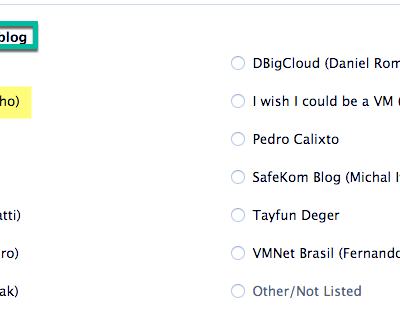 blog
DBigCloud (Daniel Rom
ho) I wish I could be a VM
Pedro Calixto
SafeKom Blog (Michal I
atti) Tayfun Deger
ro) VMNet Brasil (Fernando
ak) Other/Not Listed